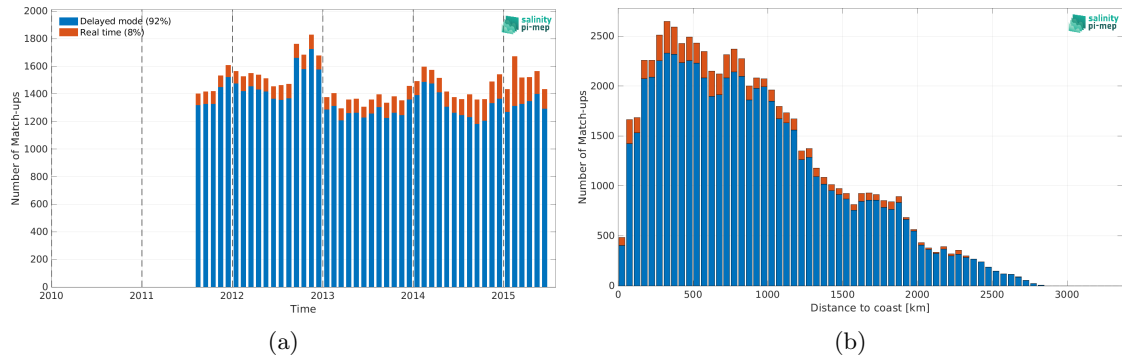 2000
1800
1600
1400
1200
1000
800
600
400
200
0
Number of Match-ups
Delayed mode (92%)
Real time (8%)
salinity
pi-mep
2010
2011
2012
2013
2014
2015
Time
(a)
2500
2000
1500
1000
500
0
Number of Match-ups
salinity
pi-mep
0
500
1000
1500
2000
2500
3000
Distance to coast [km]
(b)